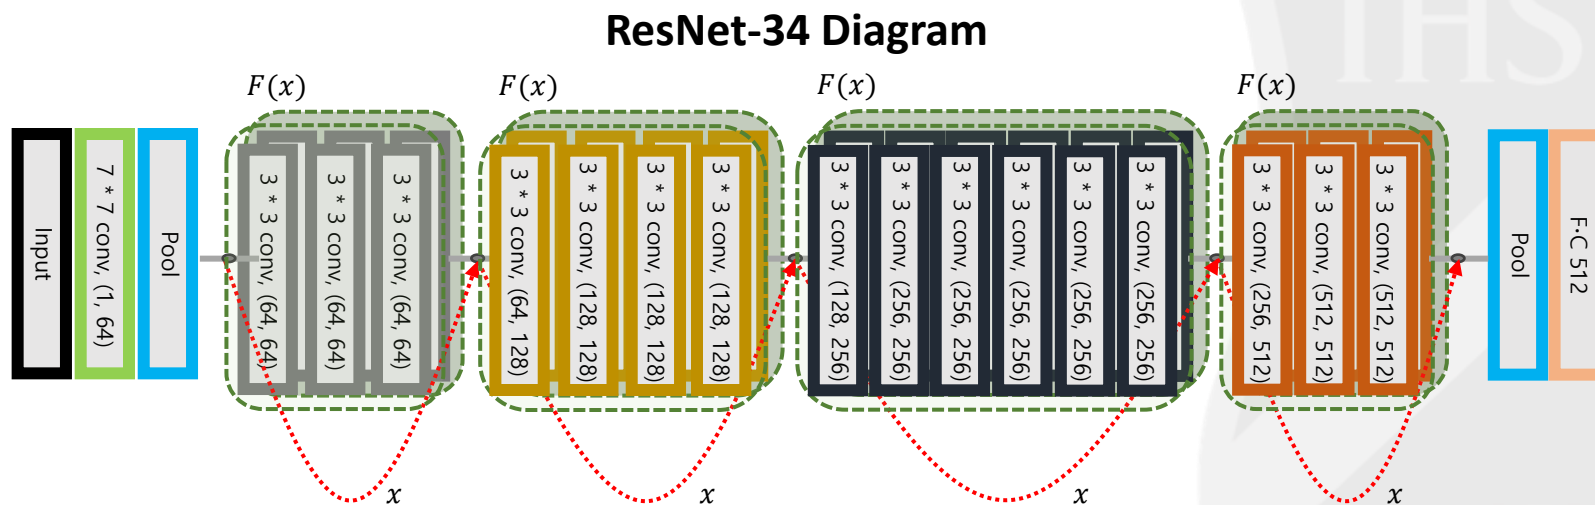 ResNet-34 Diagram
IHS
F(x)
F(x)
F(x)
F(x)
Input
7 * 7 conv, (1, 64)
Pool
3 * 3 conv, (64, 64)
3 * 3 conv, (64, 64)
3 * 3 conv, (64, 64)
3 * 3 conv, (64, 128)
3 * 3 conv, (128, 128)
3 * 3 conv, (128, 128)
3 * 3 conv, (128, 128)
3 * 3 conv, (128, 256)
3 * 3 conv, (256, 256)
3 * 3 conv, (256, 256)
3 * 3 conv, (256, 256)
3 * 3 conv, (256, 256)
3 * 3 conv, (256, 256)
3 * 3 conv, (256, 512)
3 * 3 conv, (512, 512)
3 * 3 conv, (512, 512)
Pool
F·C 512
x
x
x
x